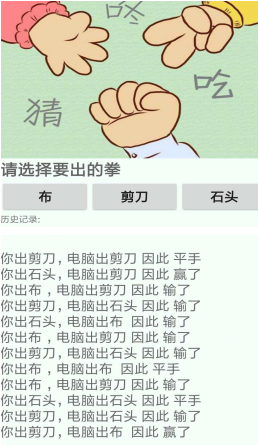 咚
吃
猜
请选择要出的拳
布 剪刀 石头
历史记录:
你出剪刀，电脑出剪刀 因此 平手
你出石头，电脑出剪刀 因此 赢了
你出布 ，电脑出剪刀 因此 输了
你出剪刀，电脑出石头 因此 输了
你出石头，电脑出布  因此 输了
你出布 ，电脑出剪刀 因此 输了
你出剪刀，电脑出石头 因此 输了
你出布 ，电脑出布  因此 平手
你出布 ，电脑出剪刀 因此 输了
你出石头，电脑出石头 因此 平手
你出剪刀，电脑出石头 因此 输了
你出剪刀，电脑出布  因此 赢了